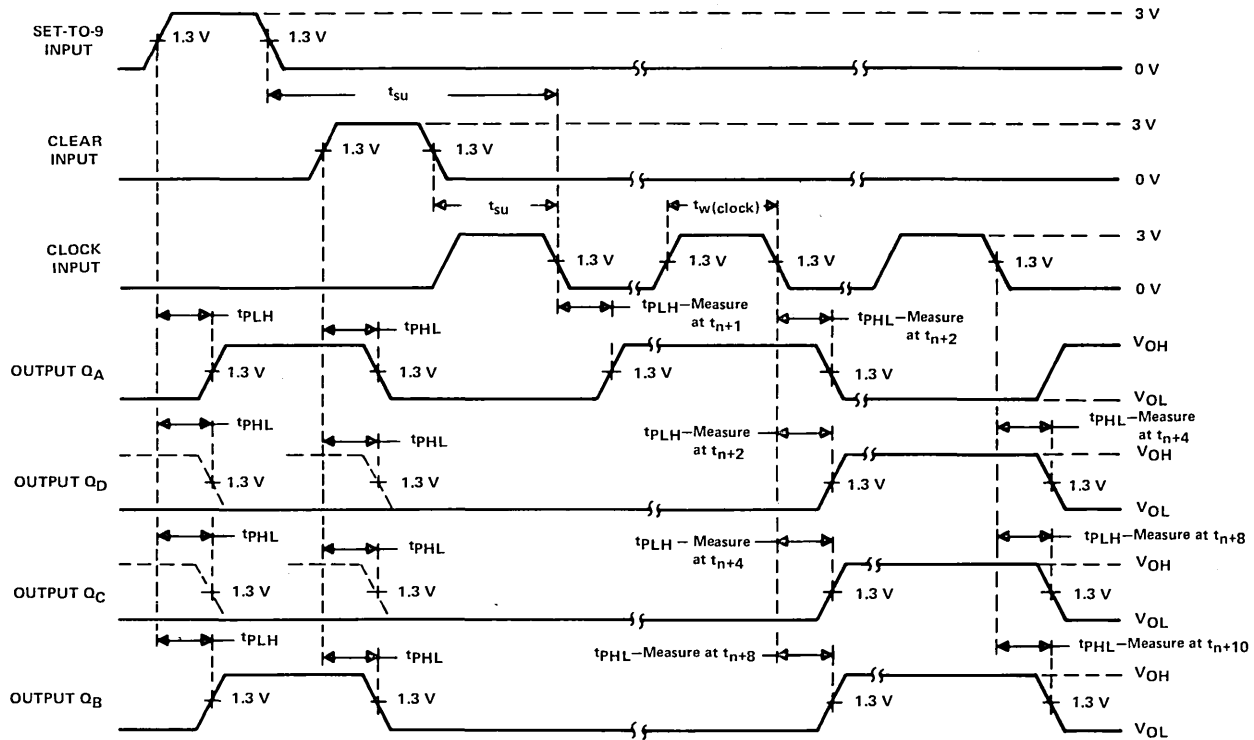 SET-TO-9
INPUT
1.3 V
1.3 V
3 V
0 V
tsu
CLEAR
INPUT
1.3 V
1.3 V
3 V
0 V
tsu
tw(clock)
CLOCK
INPUT
1.3 V
1.3 V
1.3 V
1.3 V
3 V
0 V
tPLH
tPHL
tPLH–Measure
at tn+1
tPHL–Measure
at tn+2
OUTPUT QA
1.3 V
1.3 V
1.3 V
1.3 V
VOH
VOL
tPHL
tPHL
tPLH–Measure
at tn+2
tPHL–Measure
at tn+4
OUTPUT QD
1.3 V
1.3 V
1.3 V
1.3 V
VOH
VOL
tPHL
tPHL
tPLH – Measure
at tn+4
tPLH–Measure at tn+8
OUTPUT QC
1.3 V
1.3 V
1.3 V
1.3 V
VOH
VOL
tPLH
tPHL
tPHL–Measure at tn+8
tPHL–Measure at tn+10
OUTPUT QB
1.3 V
1.3 V
1.3 V
1.3 V
VOH
VOL